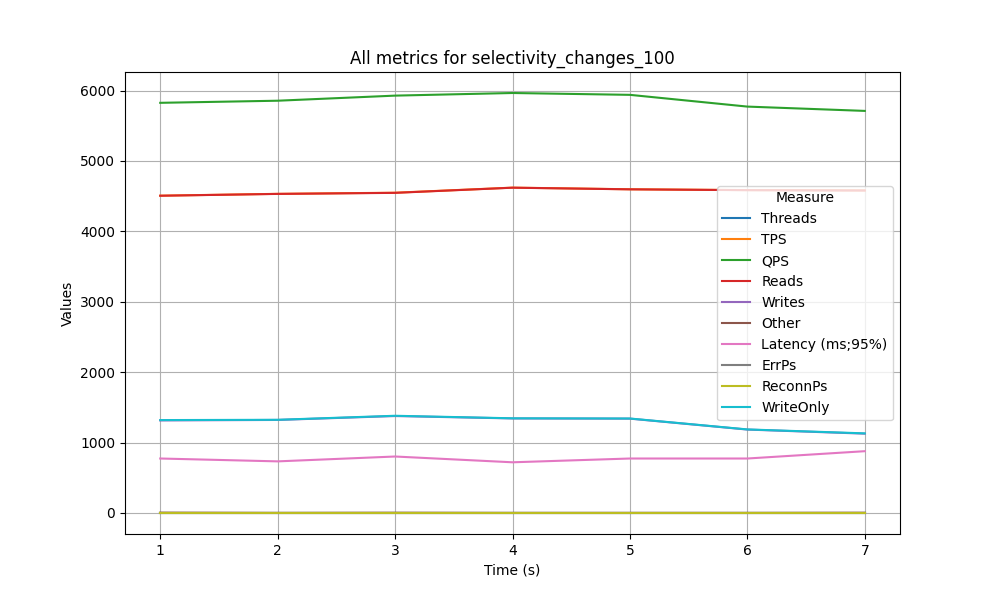 All metrics for selectivity_changes_100
6000
5000
4000
3000
2000
1000
0
Values
Measure
Threads
TPS
QPS
Reads
Writes
Other
Latency (ms;95%)
ErrPs
ReconnPs
WriteOnly
1 2 3 4 5 6 7
Time (s)